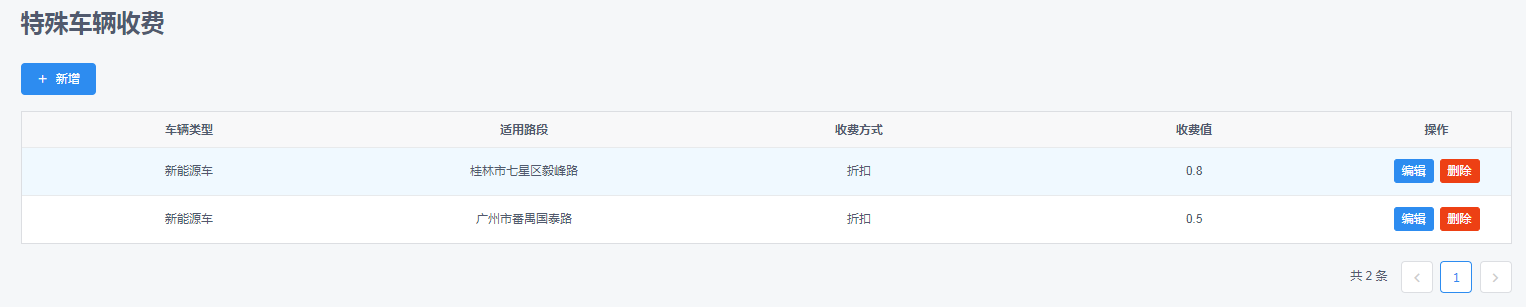 特殊车辆收费
+ 新增
车辆类型 适用路段 收费方式 收费值 操作
新能源车 桂林市七星区毅峰路 折扣 0.8 编辑 删除
新能源车 广州市番禺国泰路 折扣 0.5 编辑 删除
共 2 条 < 1 >